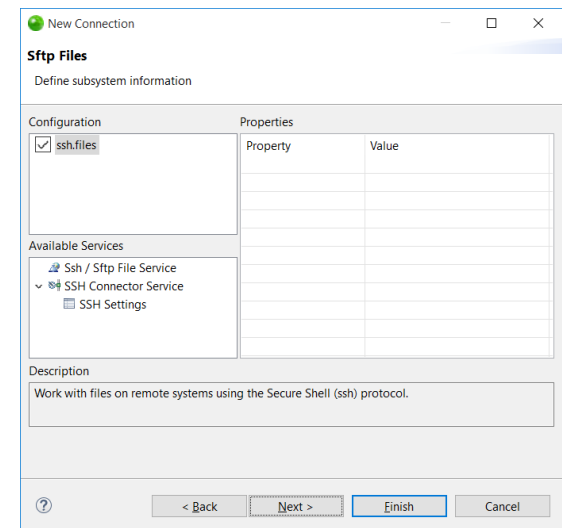 New Connection
Sftp Files
Define subsystem information
Configuration
Properties
ssh.files
Property Value
Available Services
Ssh / Sftp File Service
SSH Connector Service
SSH Settings
Description
Work with files on remote systems using the Secure Shell (ssh) protocol.
? < Back Next > Finish Cancel